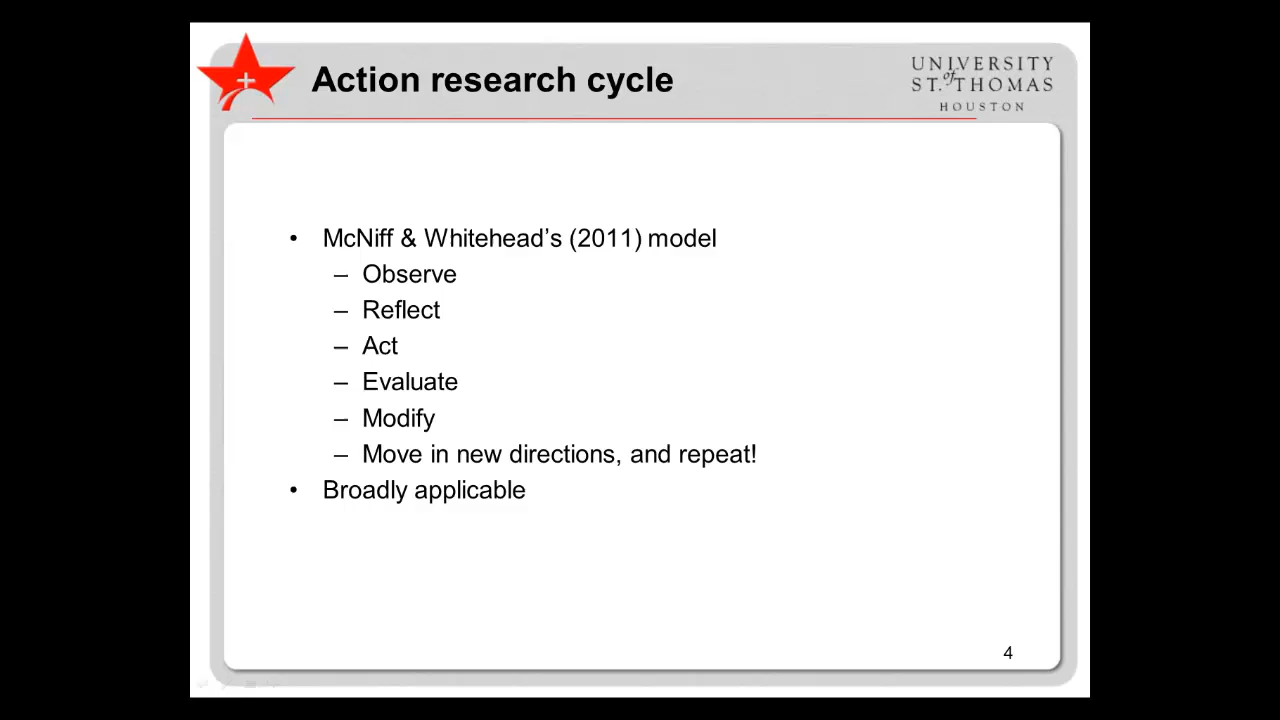 Action research cycle
UNIVERSITY
of
ST. THOMAS
HOUSTON
• McNiff & Whitehead’s (2011) model
– Observe
– Reflect
– Act
– Evaluate
– Modify
– Move in new directions, and repeat!
• Broadly applicable
4